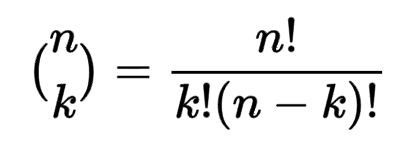 (n k) = n! / k!(n − k)!